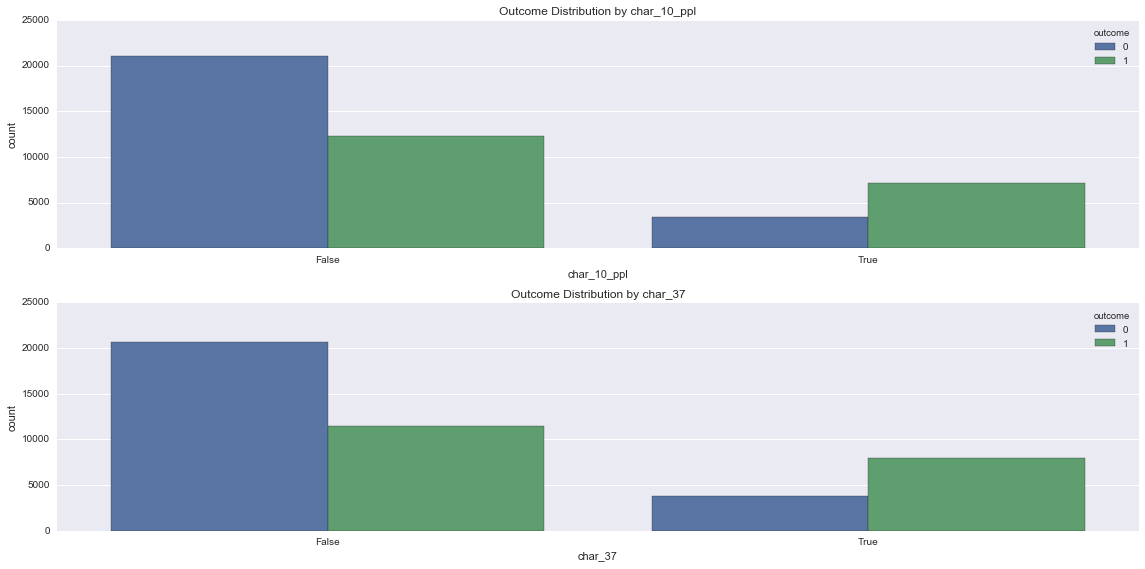 Outcome Distribution by char_10_ppl
25000
20000
15000
10000
5000
0
count
outcome
0
1
False
True
char_10_ppl
Outcome Distribution by char_37
25000
20000
15000
10000
5000
0
count
outcome
0
1
False
True
char_37